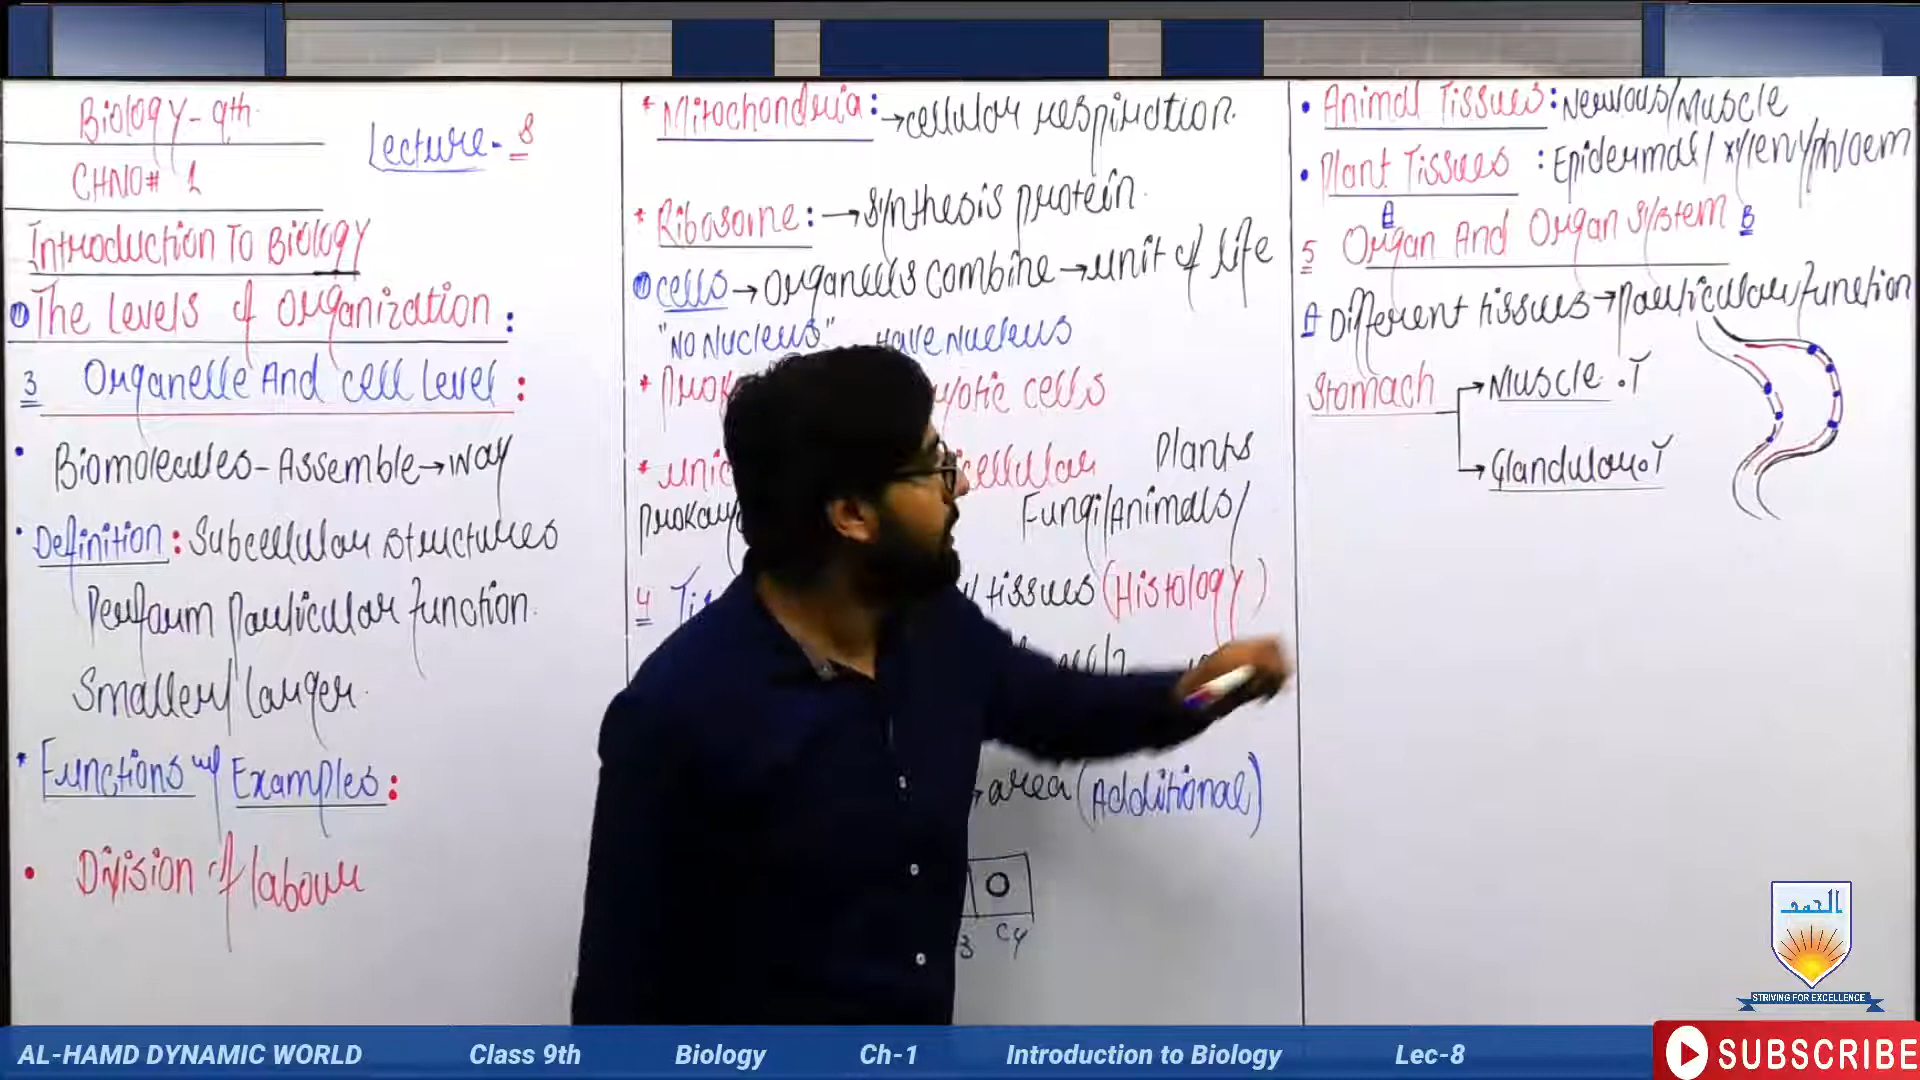 Biology-9th.
Lecture-8
CHNO# 1
Introduction To Biology
The Levels of Organization:
3 Organelle And cell Level:
Biomolecules-Assemble→way
Definition: Subcellular structures
Perform Particular function.
Smaller/Larger.
Functions w/ Examples:
Division of labour
* Mitochondria: →cellular respiration.
* Ribosome: →synthesis protein.
cells→organells combine→unit of life
"No Nucleus" Have Nucleus
cells
Plants
Fungi/Animals/
4
tissues (Histology)
area (Additional)
C4
Animal Tissues: Nervous/Muscle
Plant Tissues: Epidermal/xylem/phloem
5 Organ And Organ System
A B
A Different tissues→Particular/function
Stomach →Muscle.T
→Glandular.T
الحمد
STRIVING FOR EXCELLENCE
AL-HAMD DYNAMIC WORLD Class 9th Biology Ch-1 Introduction to Biology Lec-8
SUBSCRIBE